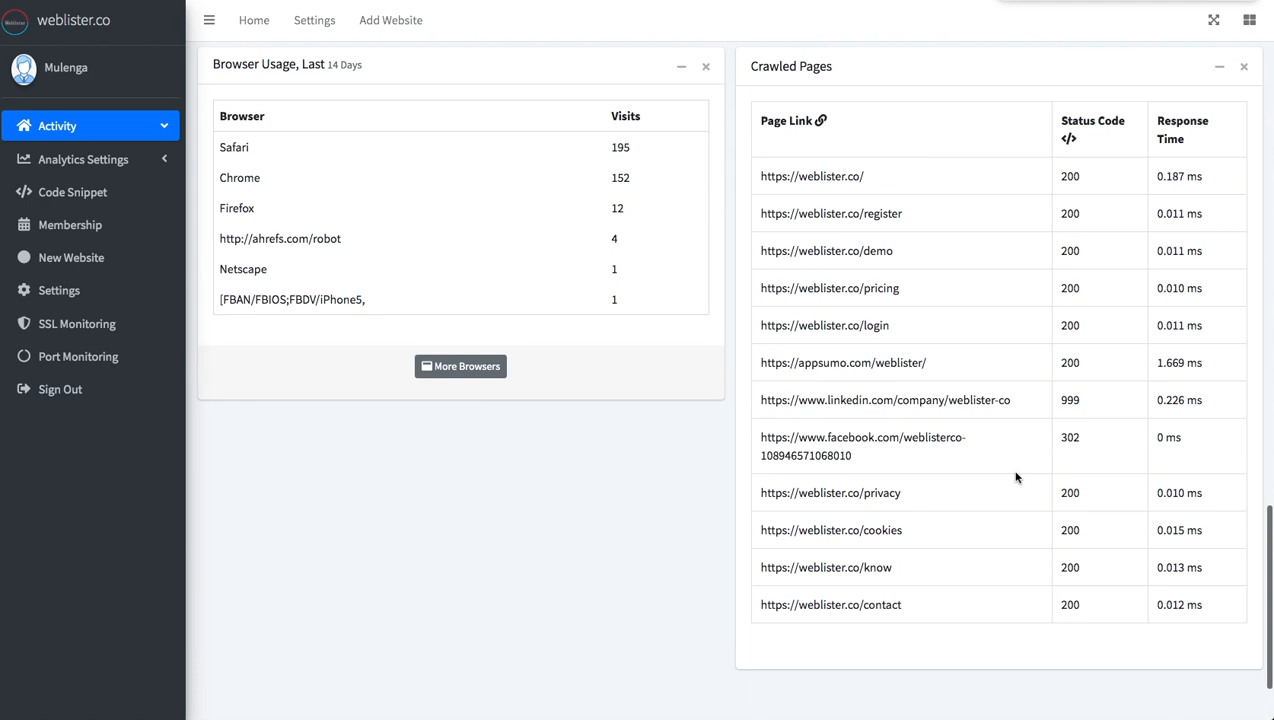 Weblister
weblister.co
Mulenga
Activity
Analytics Settings
Code Snippet
Membership
New Website
Settings
SSL Monitoring
Port Monitoring
Sign Out
Home Settings Add Website
Browser Usage, Last 14 Days
Browser Visits
Safari 195
Chrome 152
Firefox 12
http://ahrefs.com/robot 4
Netscape 1
[FBAN/FBIOS;FBDV/iPhone5, 1
More Browsers
Crawled Pages
Page Link Status Code Response
Time
https://weblister.co/ 200 0.187 ms
https://weblister.co/register 200 0.011 ms
https://weblister.co/demo 200 0.011 ms
https://weblister.co/pricing 200 0.010 ms
https://weblister.co/login 200 0.011 ms
https://appsumo.com/weblister/ 200 1.669 ms
https://www.linkedin.com/company/weblister-co 999 0.226 ms
https://www.facebook.com/weblisterco- 302 0 ms
108946571068010
https://weblister.co/privacy 200 0.010 ms
https://weblister.co/cookies 200 0.015 ms
https://weblister.co/know 200 0.013 ms
https://weblister.co/contact 200 0.012 ms